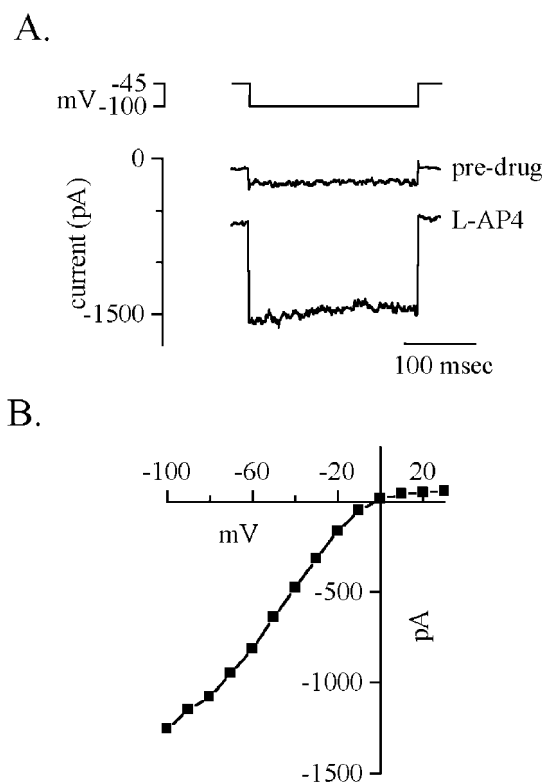 A.
-45
mV
-100
0
pre-drug
L-AP4
current (pA)
-1500
100 msec
B.
-100 -60 -20 20
mV
-500
pA
-1000
-1500